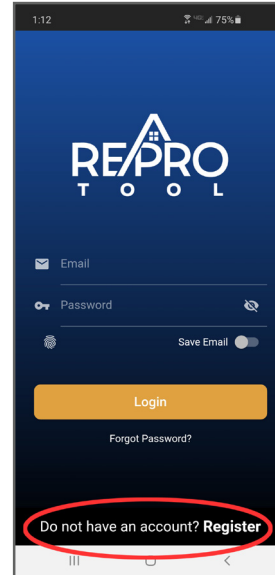 1:12 75%
RE/PRO
TOOL
Email
Password
Save Email
Login
Forgot Password?
Do not have an account? Register